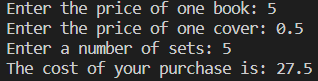 Enter the price of one book: 5
Enter the price of one cover: 0.5
Enter a number of sets: 5
The cost of your purchase is: 27.5